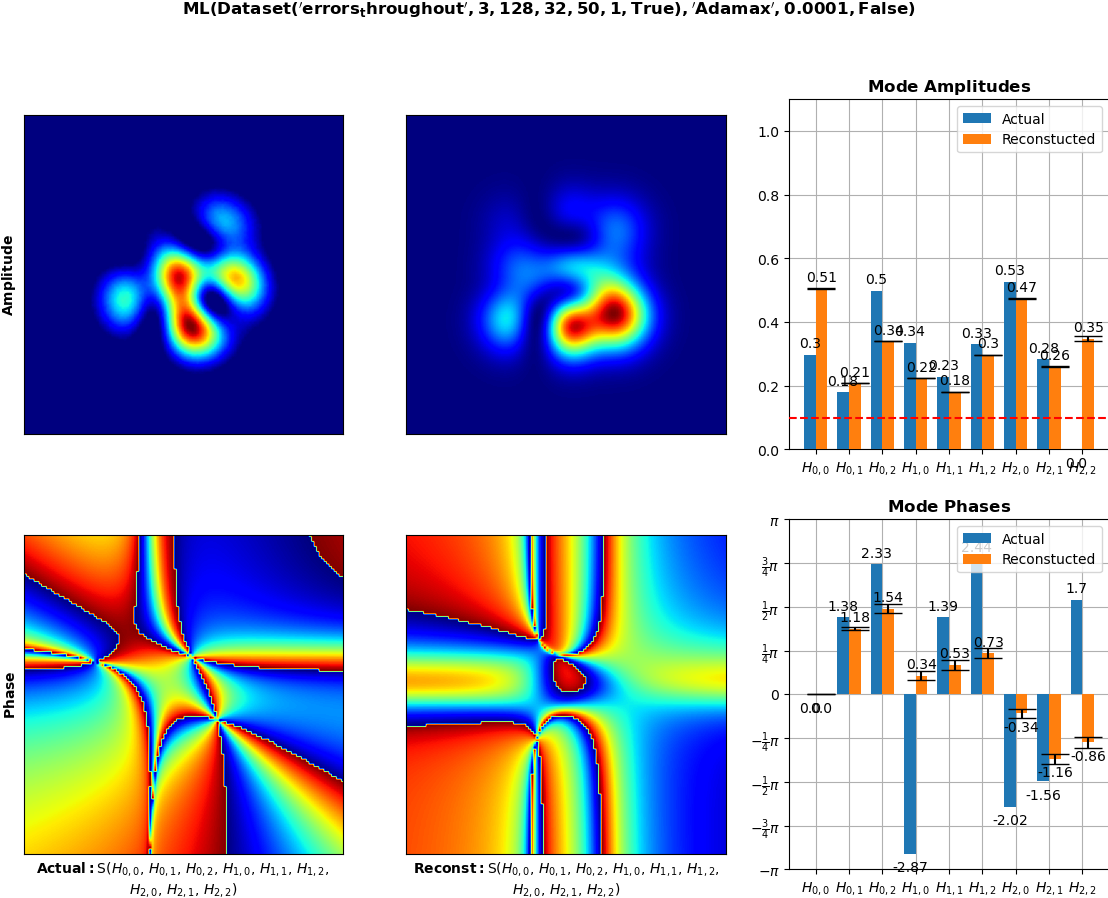 ML(Dataset('errors_throughout', 3, 128, 32, 50, 1, True), 'Adamax', 0.0001, False)
Amplitude
Mode Amplitudes
Actual
Reconstucted
1.0
0.8
0.6
0.4
0.2
0.0
0.3
0.51
0.18
0.21
0.5
0.34
0.34
0.22
0.23
0.18
0.33
0.3
0.53
0.47
0.28
0.26
0.0
0.35
H0,0 H0,1 H0,2 H1,0 H1,1 H1,2 H2,0 H2,1 H2,2
Phase
Actual: S(H0,0, H0,1, H0,2, H1,0, H1,1, H1,2,
H2,0, H2,1, H2,2)
Reconst: S(H0,0, H0,1, H0,2, H1,0, H1,1, H1,2,
H2,0, H2,1, H2,2)
Mode Phases
Actual
Reconstucted
π
3/4π
1/2π
1/4π
0
−1/4π
−1/2π
−3/4π
−π
0.0
0.0
1.38
1.18
2.33
1.54
-2.87
0.34
1.39
0.53
2.44
0.73
-2.02
-0.34
-1.56
-1.16
1.7
-0.86
H0,0 H0,1 H0,2 H1,0 H1,1 H1,2 H2,0 H2,1 H2,2